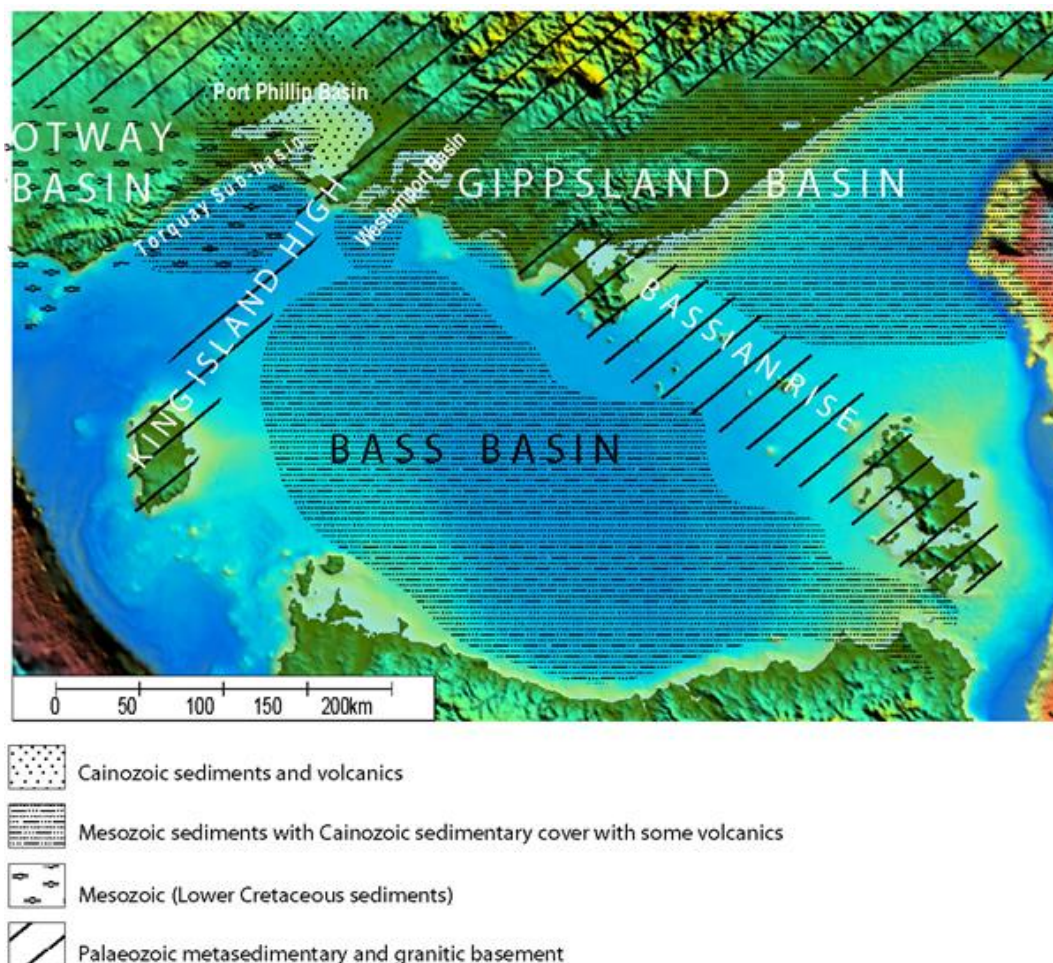 Port Phillip Basin
OTWAY
BASIN
Torquay Sub-basin
Westernport Basin
GIPPSLAND BASIN
KING ISLAND HIGH
BASSIAN RISE
BASS BASIN
0 50 100 150 200km
Cainozoic sediments and volcanics
Mesozoic sediments with Cainozoic sedimentary cover with some volcanics
Mesozoic (Lower Cretaceous sediments)
Palaeozoic metasedimentary and granitic basement